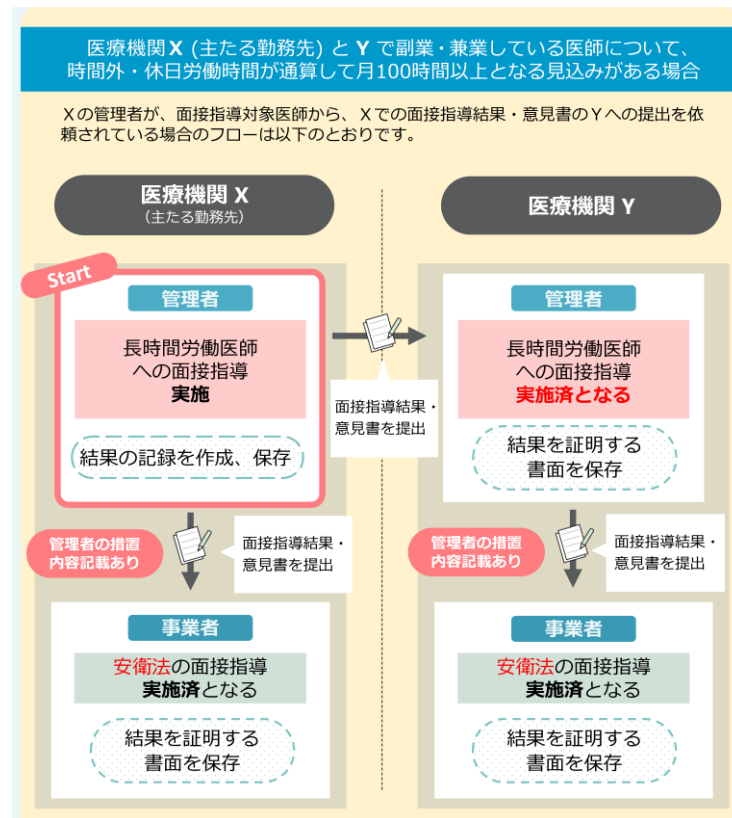 医療機関 X (主たる勤務先) と Y で副業・兼業している医師について、
時間外・休日労働時間が通算して月100時間以上となる見込みがある場合
Xの管理者が、面接指導対象医師から、Xでの面接指導結果・意見書のYへの提出を依
頼されている場合のフローは以下のとおりです。
医療機関 X
(主たる勤務先)
医療機関 Y
Start
管理者
長時間労働医師
への面接指導
実施
結果の記録を作成、保存
面接指導結果・
意見書を提出
管理者
長時間労働医師
への面接指導
実施済となる
結果を証明する
書面を保存
管理者の措置
内容記載あり
面接指導結果・
意見書を提出
管理者の措置
内容記載あり
面接指導結果・
意見書を提出
事業者
安衛法の面接指導
実施済となる
結果を証明する
書面を保存
事業者
安衛法の面接指導
実施済となる
結果を証明する
書面を保存